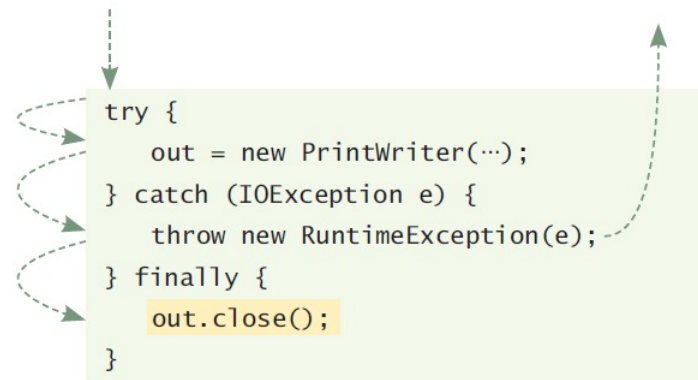 try {
out = new PrintWriter(⋯);
} catch (IOException e) {
throw new RuntimeException(e);
} finally {
out.close();
}